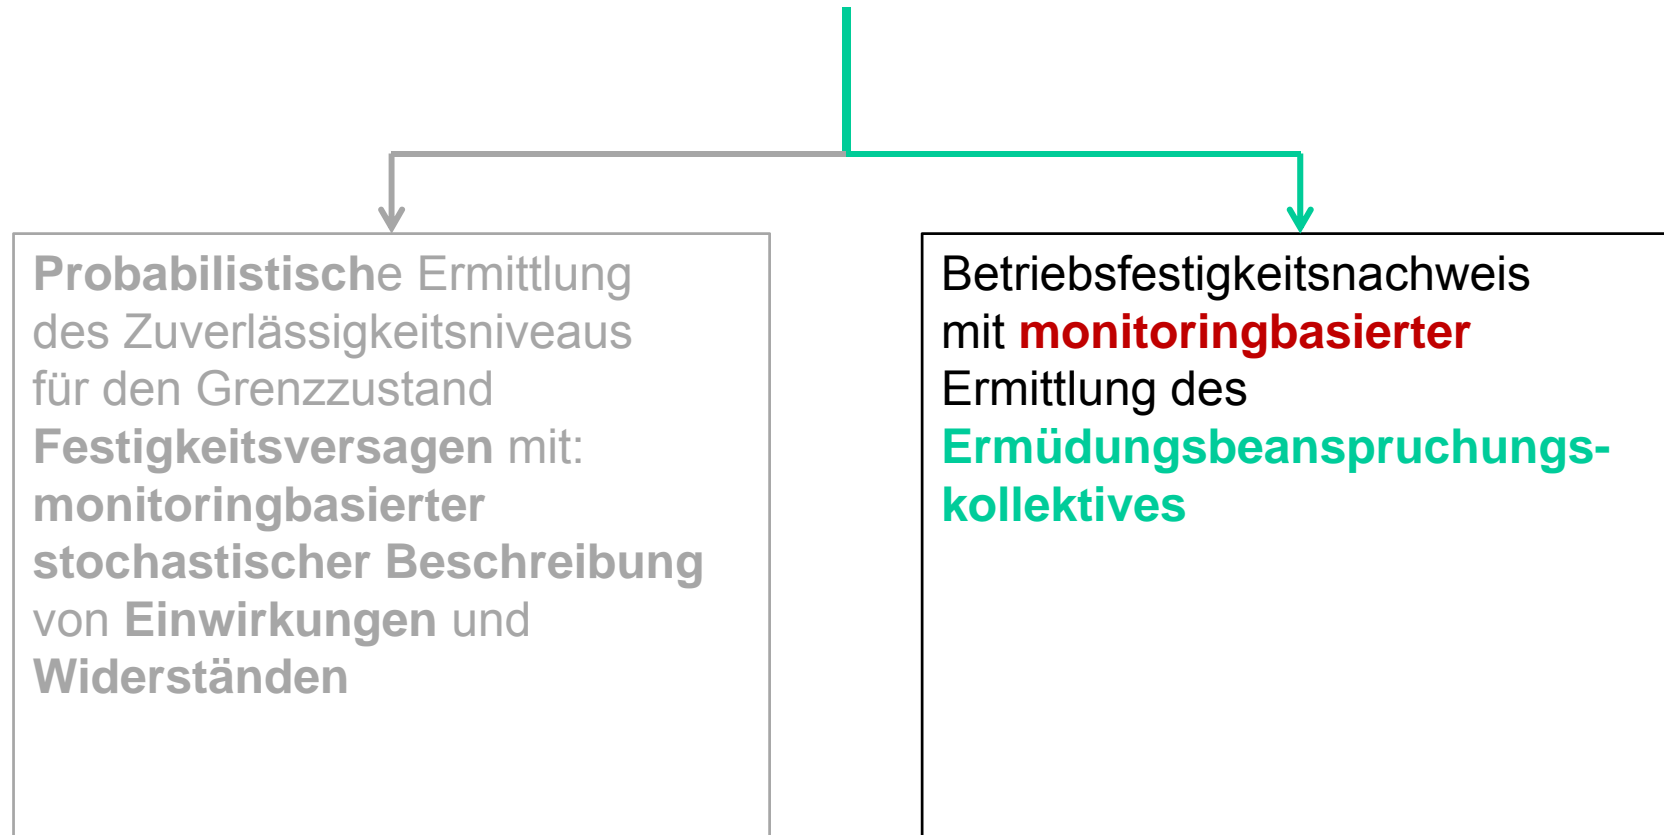 Probabilistische Ermittlung
des Zuverlässigkeitsniveaus
für den Grenzzustand
Festigkeitsversagen mit:
monitoringbasierter
stochastischer Beschreibung
von Einwirkungen und
Widerständen
Betriebsfestigkeitsnachweis
mit monitoringbasierter
Ermittlung des
Ermüdungsbeanspruchungs-
kollektives